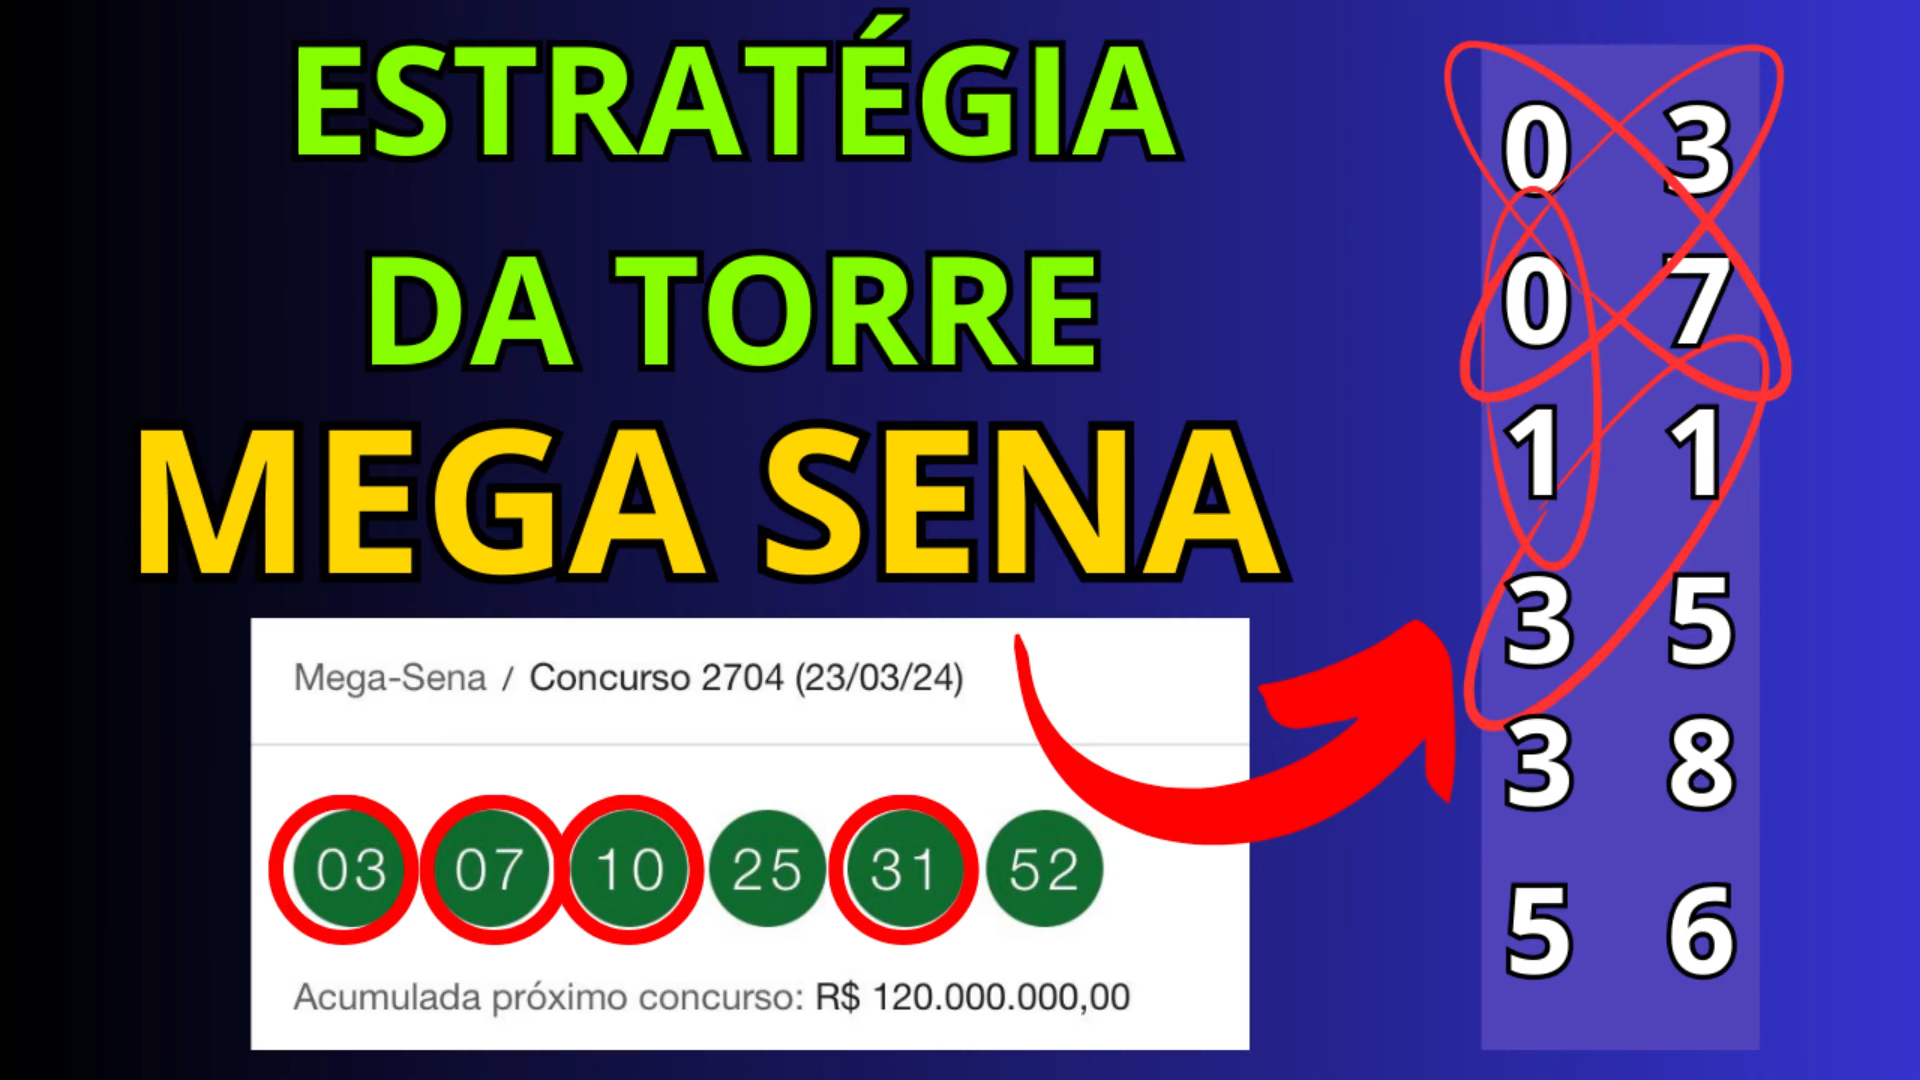 ESTRATÉGIA
DA TORRE
MEGA SENA
Mega-Sena / Concurso 2704 (23/03/24)
03 07 10 25 31 52
Acumulada próximo concurso: R$ 120.000.000,00
0 3
0 7
1 1
3 5
3 8
5 6